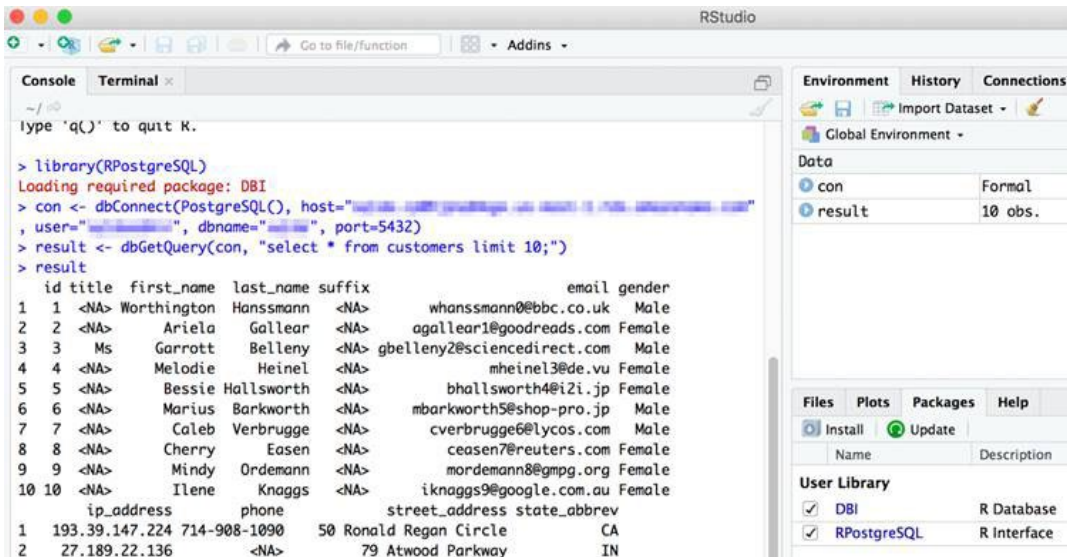 RStudio
Go to file/function Addins
Console Terminal
~/
Type 'q()' to quit R.
> library(RPostgreSQL)
Loading required package: DBI
> con <- dbConnect(PostgreSQL(), host="
, user=" ", dbname=" ", port=5432)
> result <- dbGetQuery(con, "select * from customers limit 10;")
> result
id title first_name last_name suffix email gender
1 1 <NA> Worthington Hanssmann <NA> whanssmann0@bbc.co.uk Male
2 2 <NA> Ariela Gallear <NA> agallear1@goodreads.com Female
3 3 Ms Garrott Belleny <NA> gbelleny2@sciencedirect.com Male
4 4 <NA> Melodie Heinel <NA> mheinel3@de.vu Female
5 5 <NA> Bessie Hallsworth <NA> bhallsworth4@i2i.jp Female
6 6 <NA> Marius Barkworth <NA> mbarkworth5@shop-pro.jp Male
7 7 <NA> Caleb Verbrugge <NA> cverbrugge6@lycos.com Male
8 8 <NA> Cherry Easen <NA> ceasen7@reuters.com Female
9 9 <NA> Mindy Ordemann <NA> mordemann8@gmpg.org Female
10 10 <NA> Ilene Knaggs <NA> iknaggs9@google.com.au Female
ip_address phone street_address state_abbrev
1 193.39.147.224 714-908-1090 50 Ronald Regan Circle CA
2 27.189.22.136 <NA> 79 Atwood Parkway IN
Environment History Connections
Import Dataset
Global Environment
Data
con Formal
result 10 obs.
Files Plots Packages Help
Install Update
Name Description
User Library
DBI R Database
RPostgreSQL R Interface